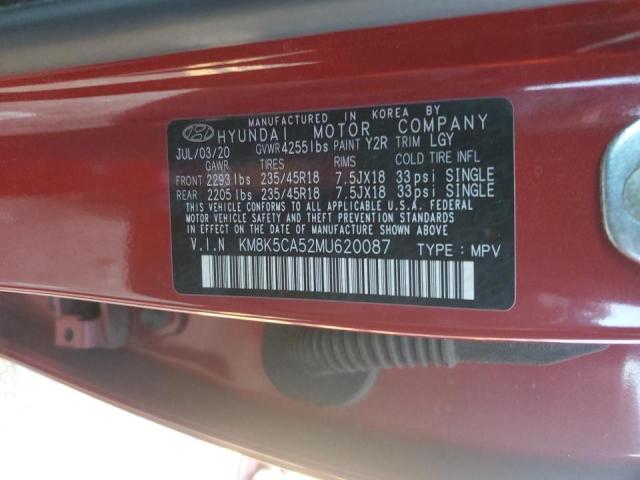 MANUFACTURED IN KOREA BY
HYUNDAI MOTOR COMPANY
JUL/03/20 GVWR 4255lbs PAINT Y2R TRIM LGY
GAWR TIRES RIMS COLD TIRE INFL
FRONT 2293lbs 235/45R18 7.5JX18 33psi SINGLE
REAR 2205lbs 235/45R18 7.5JX18 33psi SINGLE
THIS VEHICLE CONFORMS TO ALL APPLICABLE U.S.A. FEDERAL
MOTOR VEHICLE SAFETY AND THEFT PREVENTION STANDARDS
IN EFFECT ON THE DATE OF MANUFACTURE SHOWN ABOVE.
V.I.N KM8K5CA52MU620087 TYPE : MPV